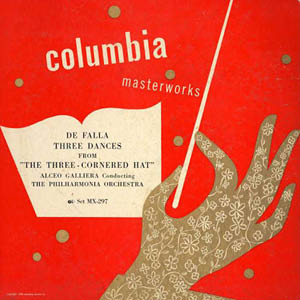 columbia
masterworks
DE FALLA
THREE DANCES
FROM
"THE THREE-CORNERED HAT"
ALCEO GALLIERA Conducting
THE PHILHARMONIA ORCHESTRA
Set MX-297